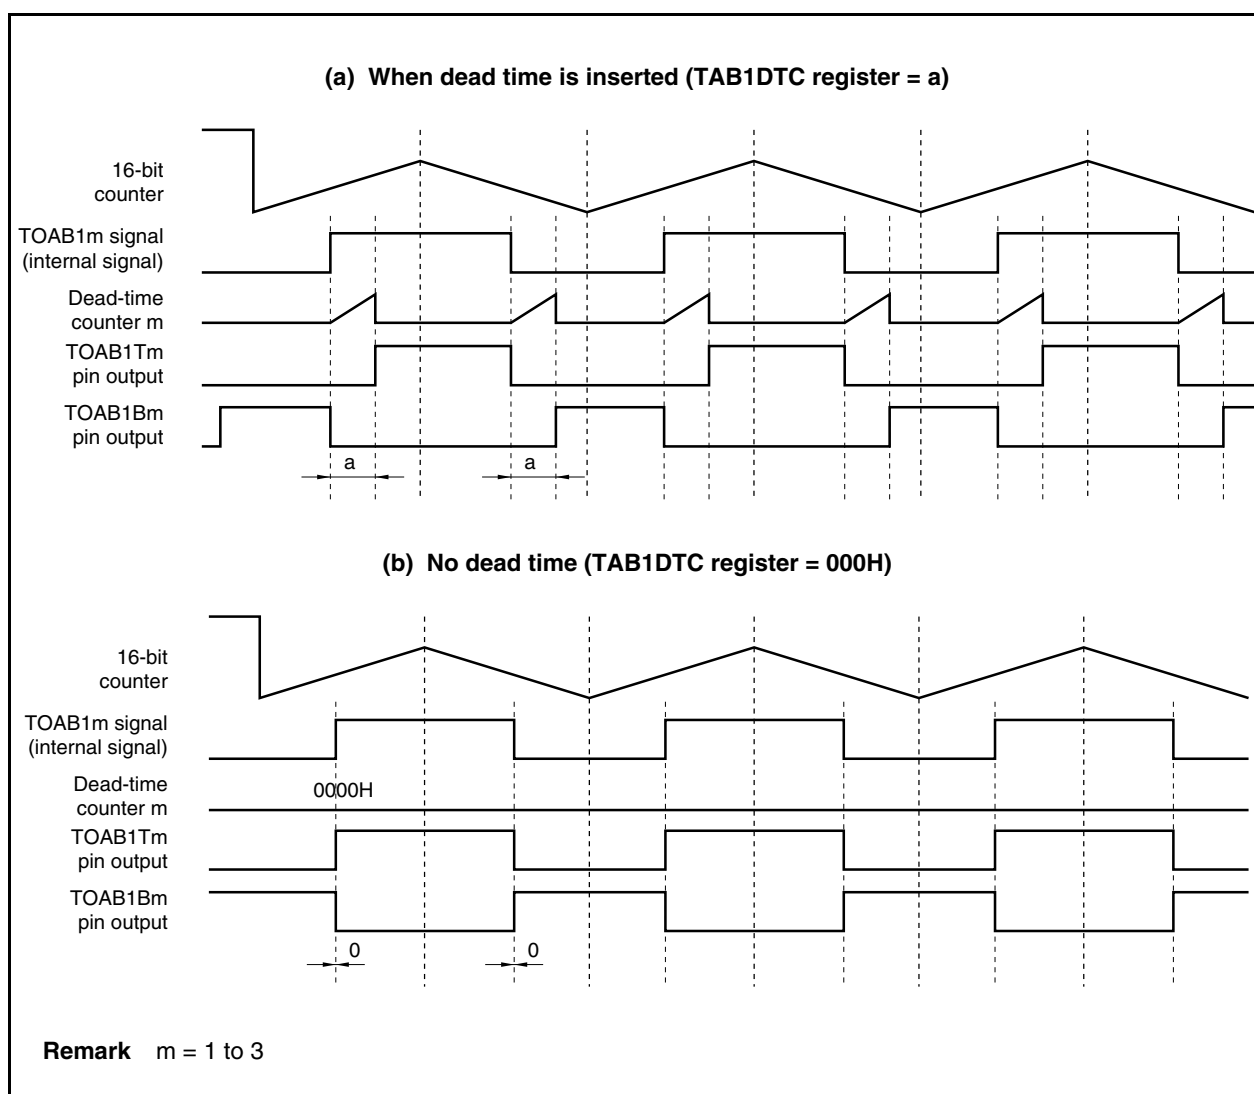 (a) When dead time is inserted (TAB1DTC register = a)
16-bit
counter
TOAB1m signal
(internal signal)
Dead-time
counter m
TOAB1Tm
pin output
TOAB1Bm
pin output
a
a
(b) No dead time (TAB1DTC register = 000H)
16-bit
counter
TOAB1m signal
(internal signal)
Dead-time
counter m
0000H
TOAB1Tm
pin output
TOAB1Bm
pin output
0
0
Remark m = 1 to 3